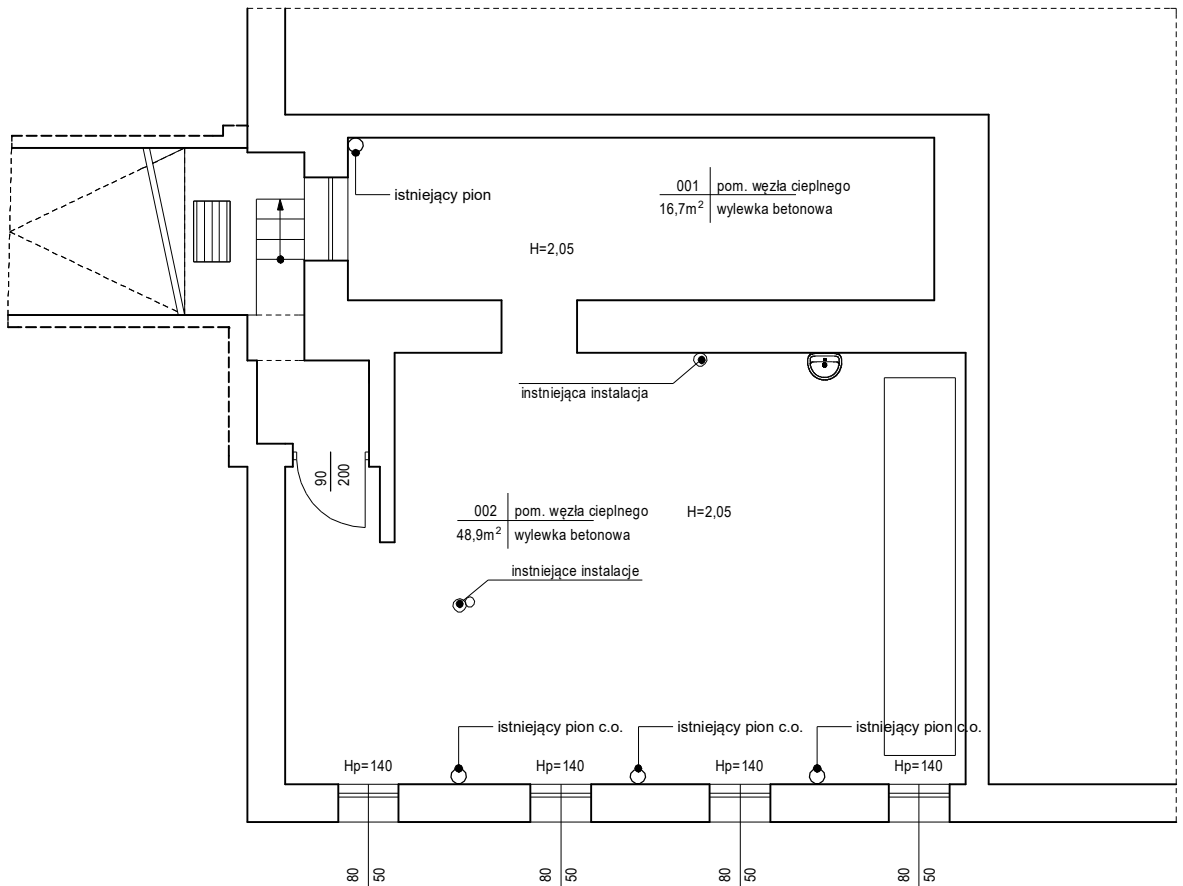 istniejący pion
001 pom. węzła cieplnego
16,7m² wylewka betonowa
H=2,05
instniejąca instalacja
90
200
002 pom. węzła cieplnego
48,9m² wylewka betonowa
H=2,05
instniejące instalacje
istniejący pion c.o.
istniejący pion c.o.
istniejący pion c.o.
Hp=140
Hp=140
Hp=140
Hp=140
80
50
80
50
80
50
80
50